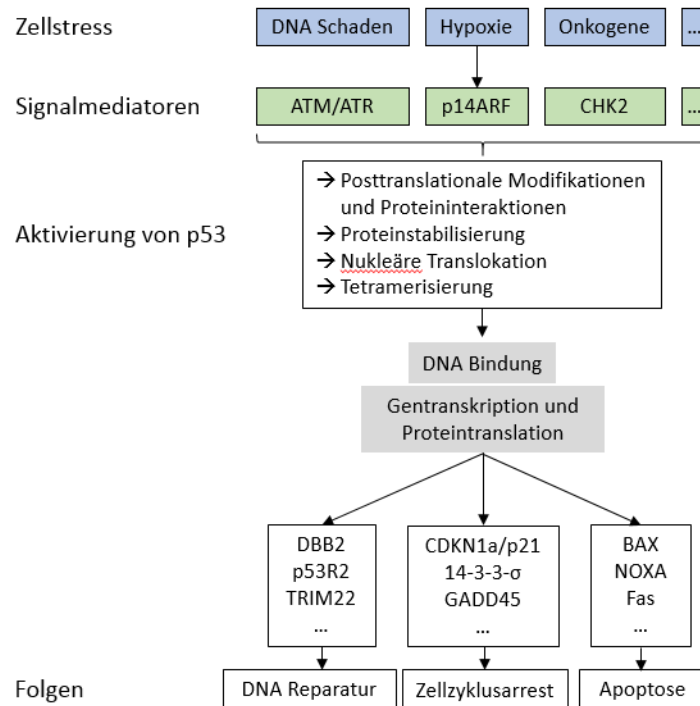 Zellstress
DNA Schaden
Hypoxie
Onkogene
...
Signalmediatoren
ATM/ATR
p14ARF
CHK2
...
Aktivierung von p53
→ Posttranslationale Modifikationen
und Proteininteraktionen
→ Proteinstabilisierung
→ Nukleäre Translokation
→ Tetramerisierung
DNA Bindung
Gentranskription und
Proteintranslation
DBB2
p53R2
TRIM22
...
CDKN1a/p21
14-3-3-σ
GADD45
...
BAX
NOXA
Fas
...
Folgen
DNA Reparatur
Zellzyklusarrest
Apoptose